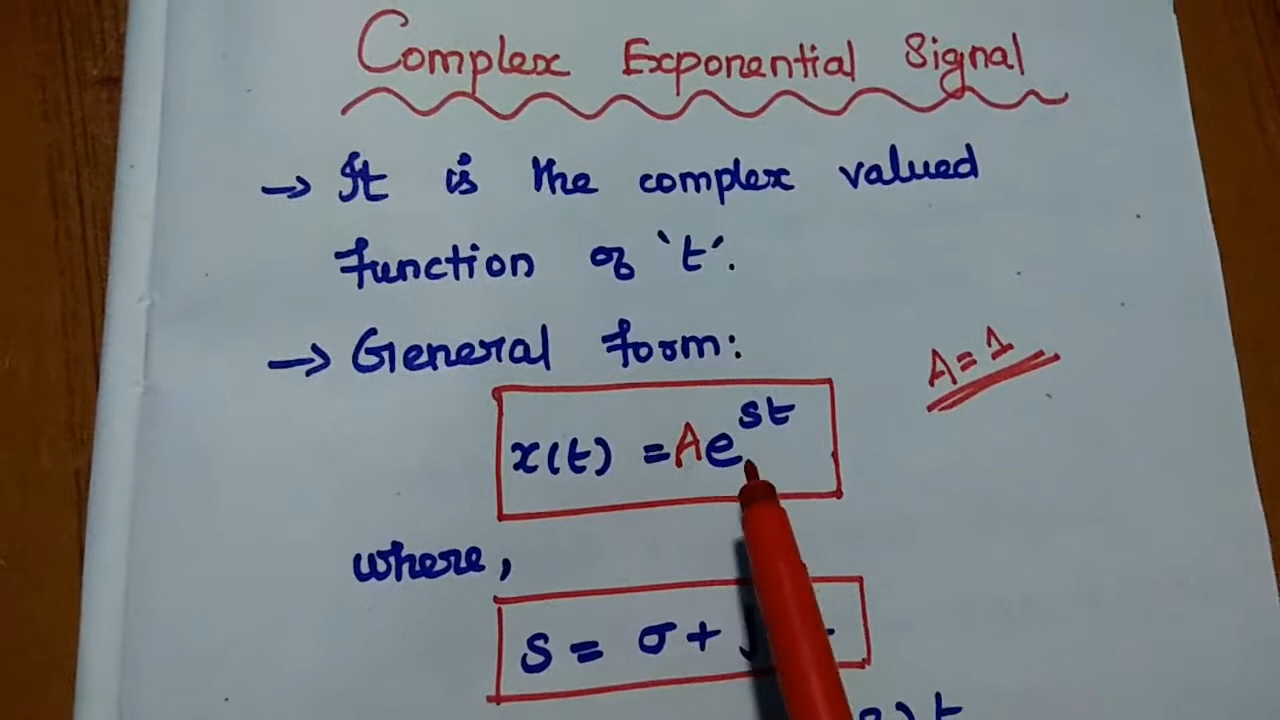 Complex Exponential Signal
→ It is the complex valued
function of 't'.
→ General form:
A=1
x(t) = Ae^st
where,
S = σ + j
) t